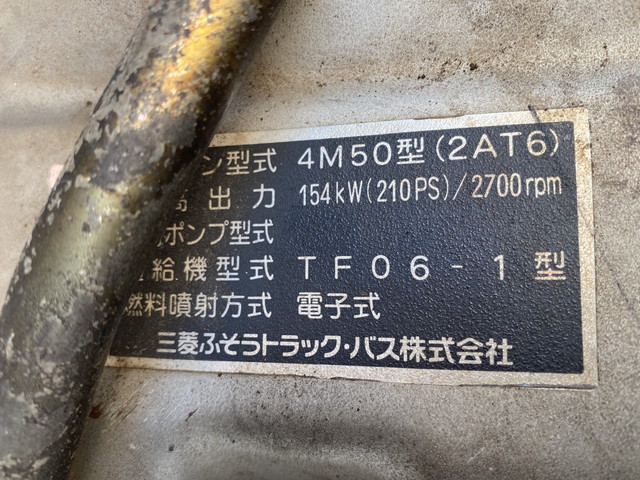 ン型式 4M50型(2AT6)
高出力 154kW(210PS)/2700rpm
ポンプ型式
給機型式 TF06-1型
燃料噴射方式 電子式
三菱ふそうトラック・バス株式会社